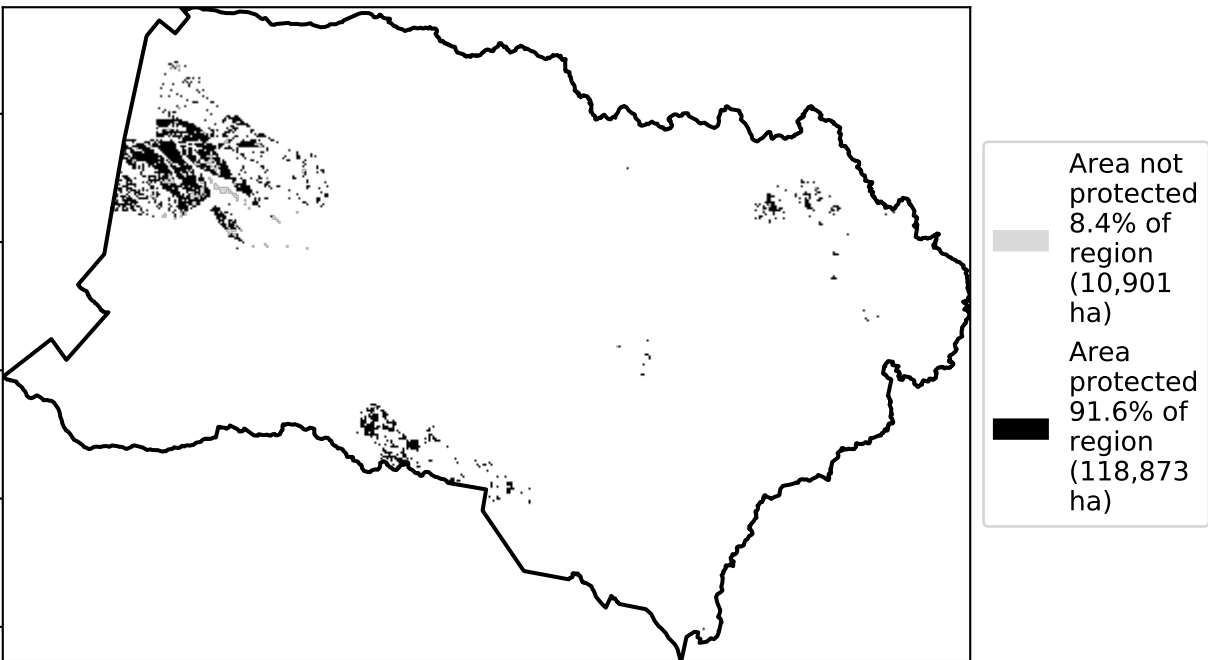 Area not
protected
8.4% of
region
(10,901
ha)
Area
protected
91.6% of
region
(118,873
ha)